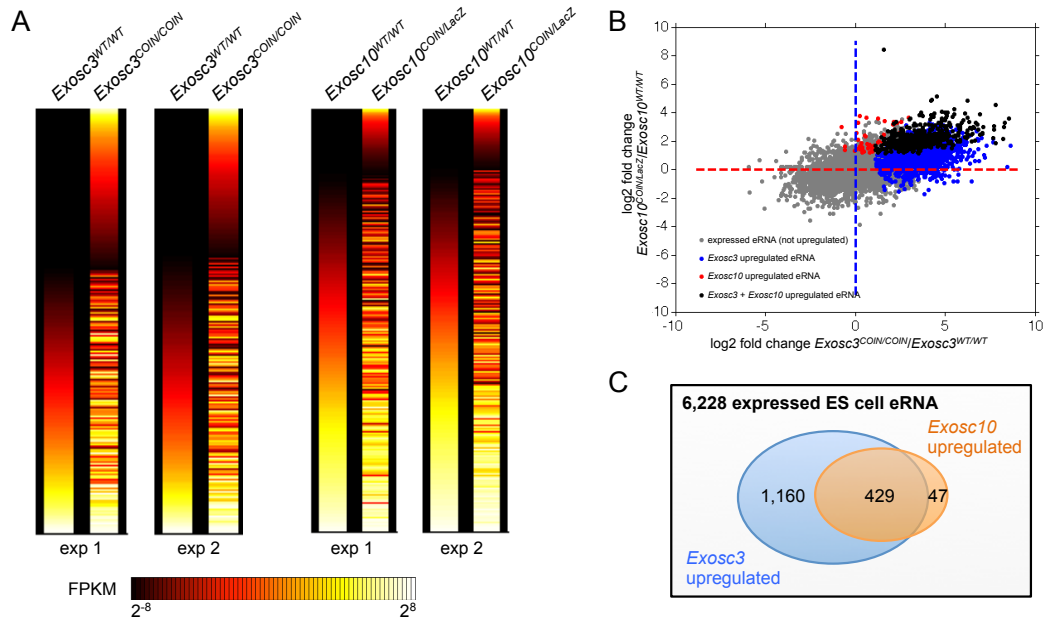 A
Exosc3WT/WT
Exosc3COIN/COIN
Exosc3WT/WT
Exosc3COIN/COIN
Exosc10WT/WT
Exosc10COIN/LacZ
Exosc10WT/WT
Exosc10COIN/LacZ
exp 1
exp 2
exp 1
exp 2
FPKM
2-8
28
B
log2 fold change
Exosc10COIN/LacZ/Exosc10WT/WT
10
8
6
4
2
0
-2
-4
-6
-8
10
expressed eRNA (not upregulated)
Exosc3 upregulated eRNA
Exosc10 upregulated eRNA
Exosc3 + Exosc10 upregulated eRNA
-10
-5
0
5
10
log2 fold change Exosc3COIN/COIN/Exosc3WT/WT
C
6,228 expressed ES cell eRNA
Exosc10
upregulated
1,160
429
47
Exosc3
upregulated